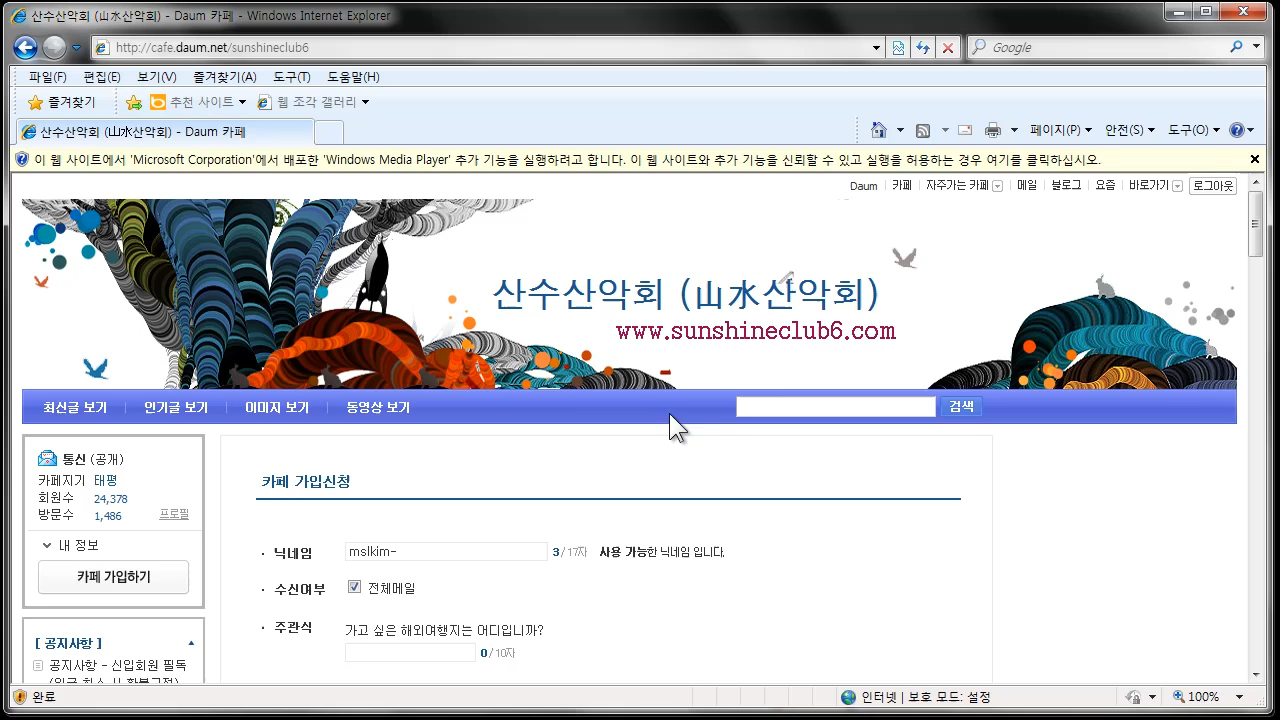 산수산악회 (山水산악회) - Daum 카페 - Windows Internet Explorer
http://cafe.daum.net/sunshineclub6
Google
파일(F) 편집(E) 보기(V) 즐겨찾기(A) 도구(T) 도움말(H)
즐겨찾기 추천 사이트 웹 조각 갤러리
산수산악회 (山水산악회) - Daum 카페
페이지(P) 안전(S) 도구(O)
이 웹 사이트에서 'Microsoft Corporation'에서 배포한 'Windows Media Player' 추가 기능을 실행하려고 합니다. 이 웹 사이트와 추가 기능을 신뢰할 수 있고 실행을 허용하는 경우 여기를 클릭하십시오.
Daum 카페 자주가는 카페 메일 블로그 요즘 바로가기 로그아웃
산수산악회 (山水산악회)
www.sunshineclub6.com
최신글 보기 인기글 보기 이미지 보기 동영상 보기 검색
통신 (공개)
카페지기 태평
회원수 24,378
방문수 1,486 프로필
내 정보
카페 가입하기
[ 공지사항 ]
공지사항 - 신입회원 필독
카페 가입신청
· 닉네임 mslkim- 3/17자 사용 가능한 닉네임 입니다.
· 수신여부 전체메일
· 주관식 가고 싶은 해외여행지는 어디입니까?
0/10자
완료 인터넷 | 보호 모드: 설정 100%